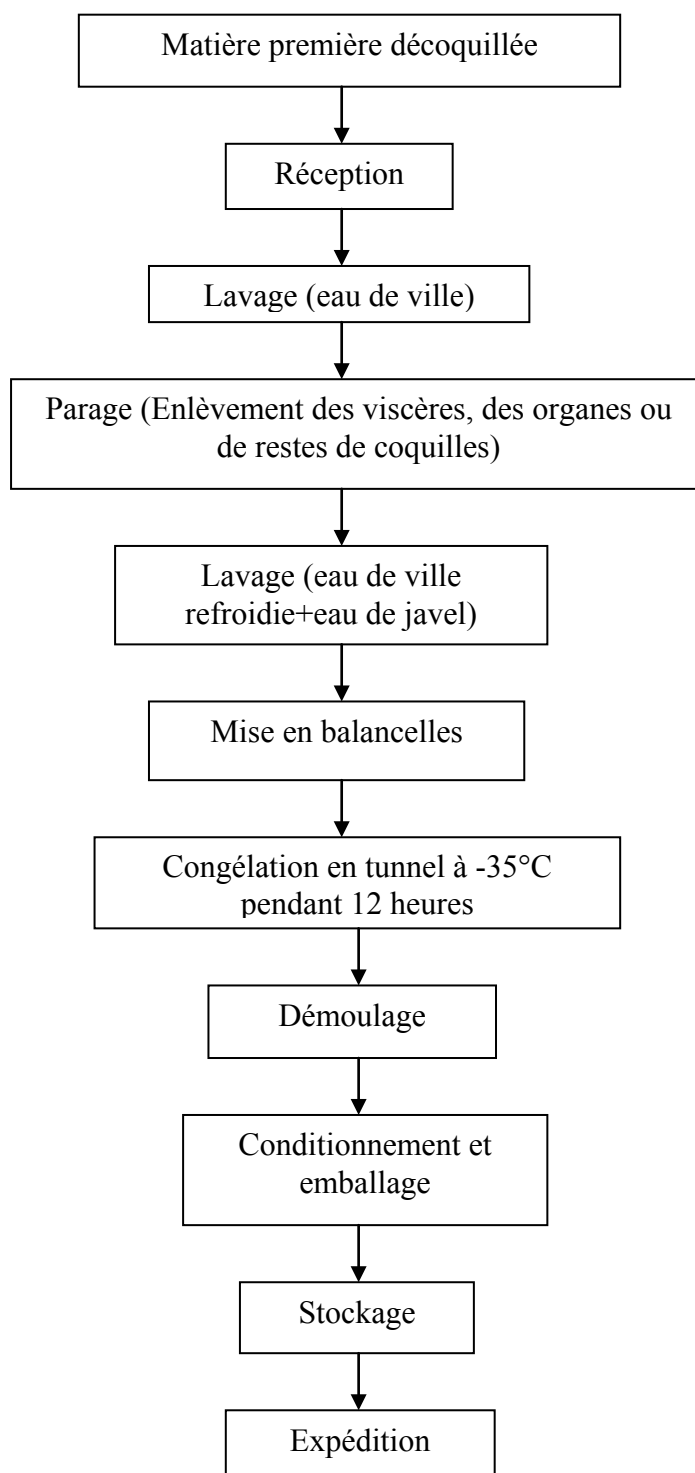 Matière première décoquillée
Réception
Lavage (eau de ville)
Parage (Enlèvement des viscères, des organes ou
de restes de coquilles)
Lavage (eau de ville
refroidie+eau de javel)
Mise en balancelles
Congélation en tunnel à -35°C
pendant 12 heures
Démoulage
Conditionnement et
emballage
Stockage
Expédition